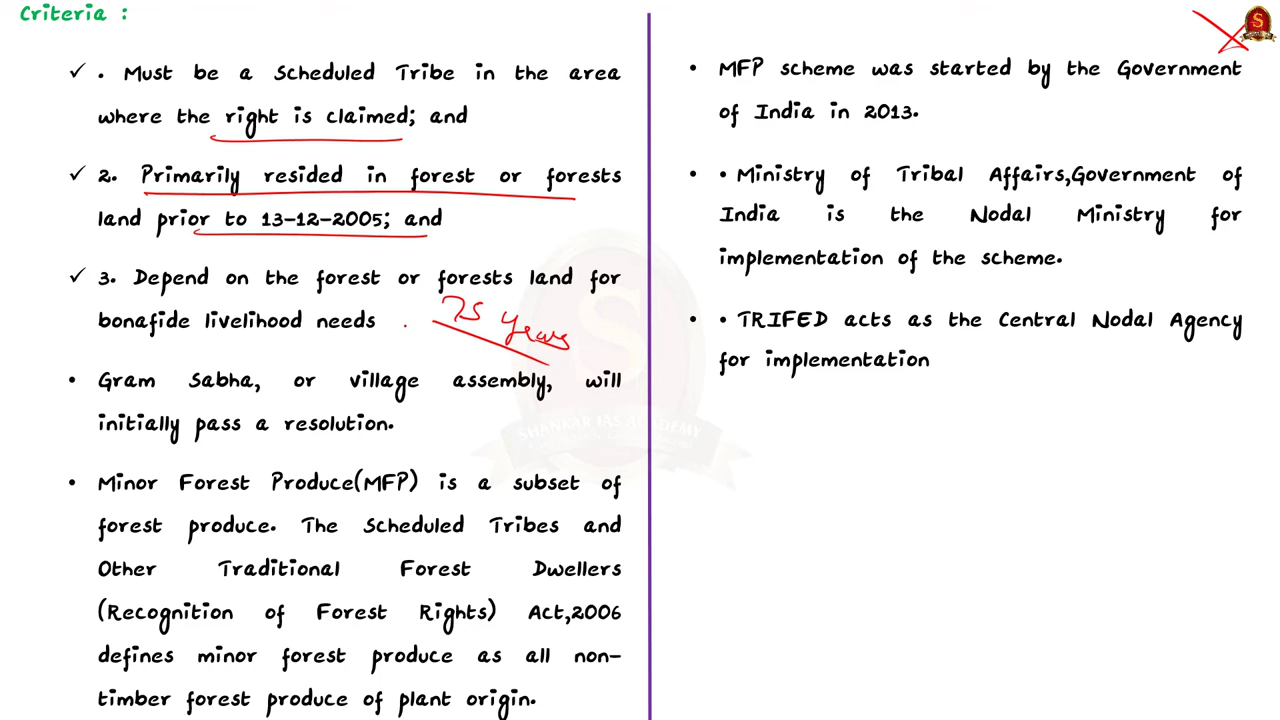 Criteria :
✓ . Must be a Scheduled Tribe in the area
where the right is claimed; and
✓ 2. Primarily resided in forest or forests
land prior to 13-12-2005; and
✓ 3. Depend on the forest or forests land for
bonafide livelihood needs .
75 years
• Gram Sabha, or village assembly, will
initially pass a resolution.
• Minor Forest Produce(MFP) is a subset of
forest produce. The Scheduled Tribes and
Other Traditional Forest Dwellers
(Recognition of Forest Rights) Act,2006
defines minor forest produce as all non-
timber forest produce of plant origin.
• MFP scheme was started by the Government
of India in 2013.
• • Ministry of Tribal Affairs,Government of
India is the Nodal Ministry for
implementation of the scheme.
• • TRIFED acts as the Central Nodal Agency
for implementation
SHANKAR IAS ACADEMY